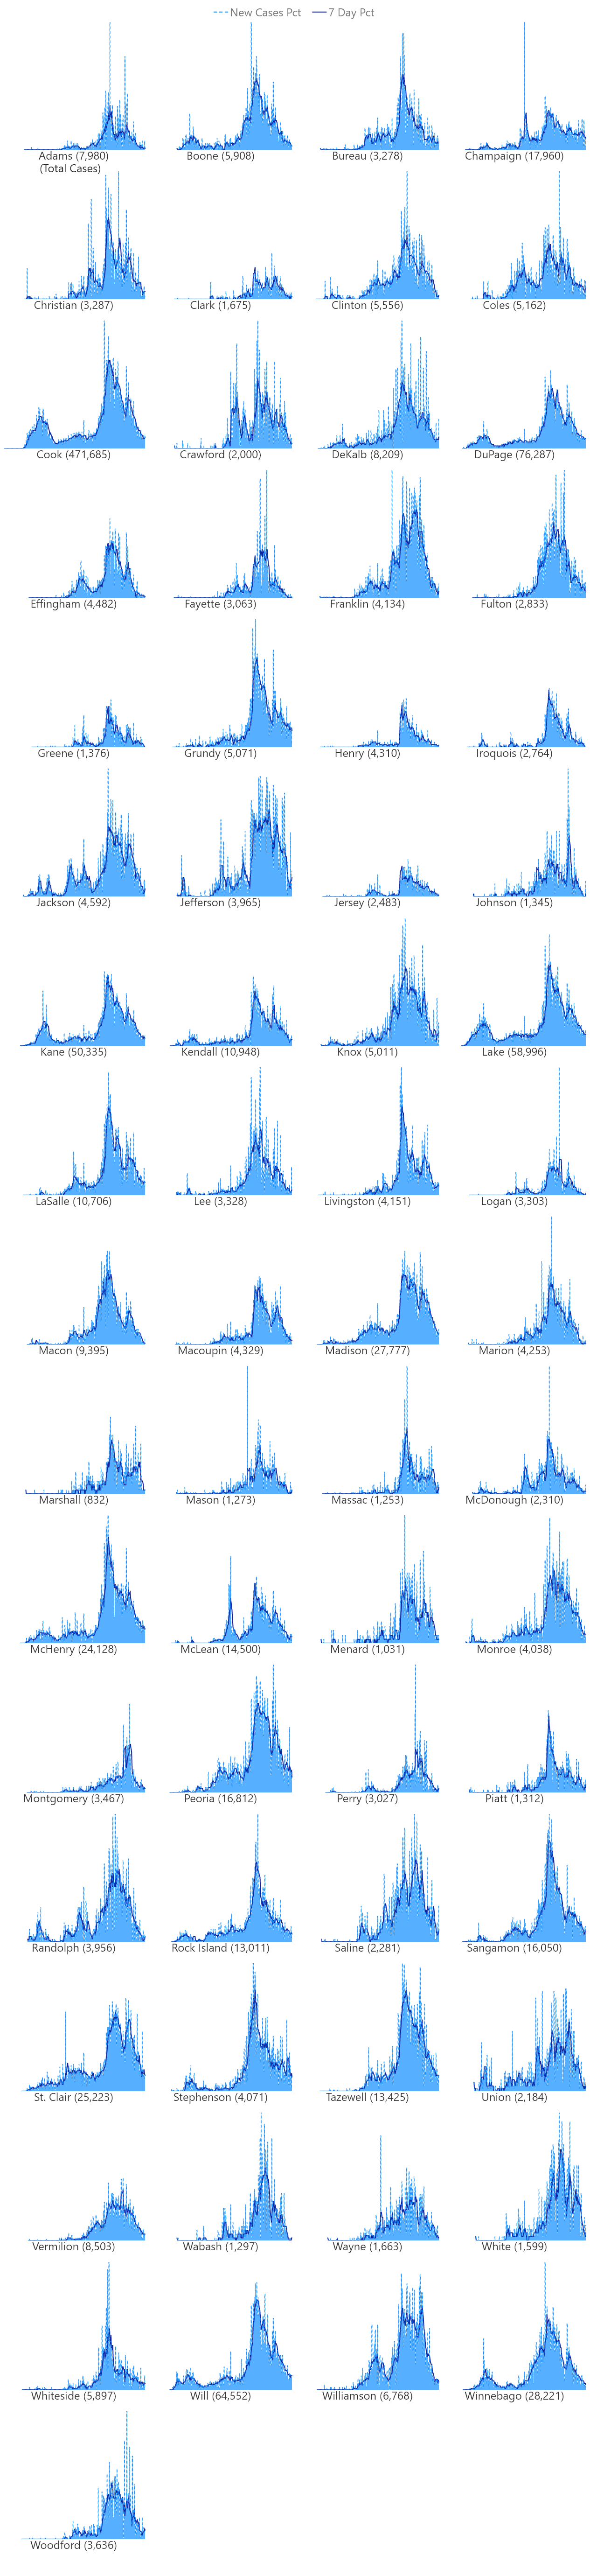 New Cases Pct 7 Day Pct
Adams (7,980) Boone (5,908) Bureau (3,278) Champaign (17,960)
(Total Cases)
Christian (3,287) Clark (1,675) Clinton (5,556) Coles (5,162)
Cook (471,685) Crawford (2,000) DeKalb (8,209) DuPage (76,287)
Effingham (4,482) Fayette (3,063) Franklin (4,134) Fulton (2,833)
Greene (1,376) Grundy (5,071) Henry (4,310) Iroquois (2,764)
Jackson (4,592) Jefferson (3,965) Jersey (2,483) Johnson (1,345)
Kane (50,335) Kendall (10,948) Knox (5,011) Lake (58,996)
LaSalle (10,706) Lee (3,328) Livingston (4,151) Logan (3,303)
Macon (9,395) Macoupin (4,329) Madison (27,777) Marion (4,253)
Marshall (832) Mason (1,273) Massac (1,253) McDonough (2,310)
McHenry (24,128) McLean (14,500) Menard (1,031) Monroe (4,038)
Montgomery (3,467) Peoria (16,812) Perry (3,027) Piatt (1,312)
Randolph (3,956) Rock Island (13,011) Saline (2,281) Sangamon (16,050)
St. Clair (25,223) Stephenson (4,071) Tazewell (13,425) Union (2,184)
Vermilion (8,503) Wabash (1,297) Wayne (1,663) White (1,599)
Whiteside (5,897) Will (64,552) Williamson (6,768) Winnebago (28,221)
Woodford (3,636)